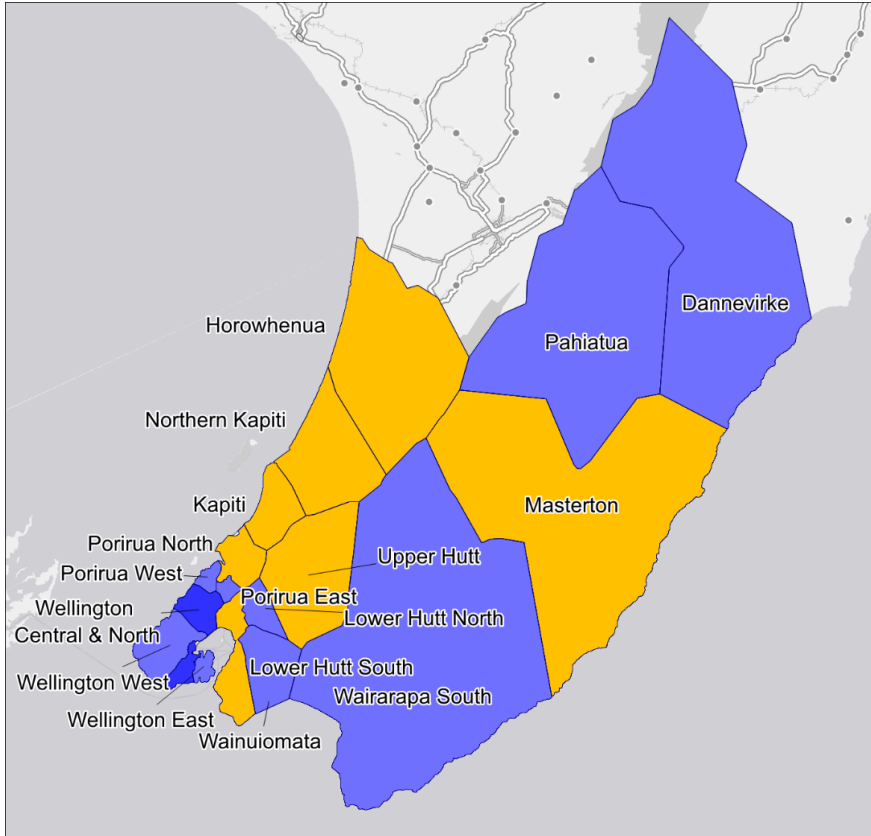 Dannevirke
Pahiatua
Horowhenua
Northern Kapiti
Kapiti
Masterton
Porirua North
Upper Hutt
Porirua West
Porirua East
Wellington
Central & North
Lower Hutt North
Lower Hutt South
Wellington West
Wairarapa South
Wellington East
Wainuiomata